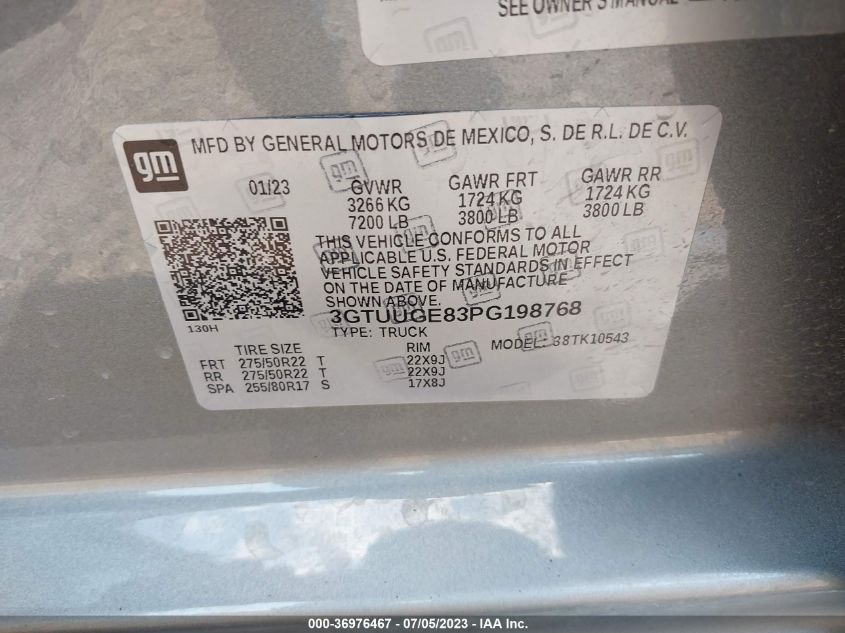 SEE OWNER'S MANUAL
gm
MFD BY GENERAL MOTORS DE MEXICO, S. DE R.L. DE C.V.
01/23 GVWR GAWR FRT GAWR RR
3266 KG 1724 KG 1724 KG
7200 LB 3800 LB 3800 LB
THIS VEHICLE CONFORMS TO ALL
APPLICABLE U.S. FEDERAL MOTOR
VEHICLE SAFETY STANDARDS IN EFFECT
ON THE DATE OF MANUFACTURE
SHOWN ABOVE.
3GTUUGE83PG198768
130H
TYPE: TRUCK MODEL: 38TK10543
TIRE SIZE RIM
FRT 275/50R22 T 22X9J
RR 275/50R22 T 22X9J
SPA 255/80R17 S 17X8J
000-36976467 - 07/05/2023 - IAA Inc.